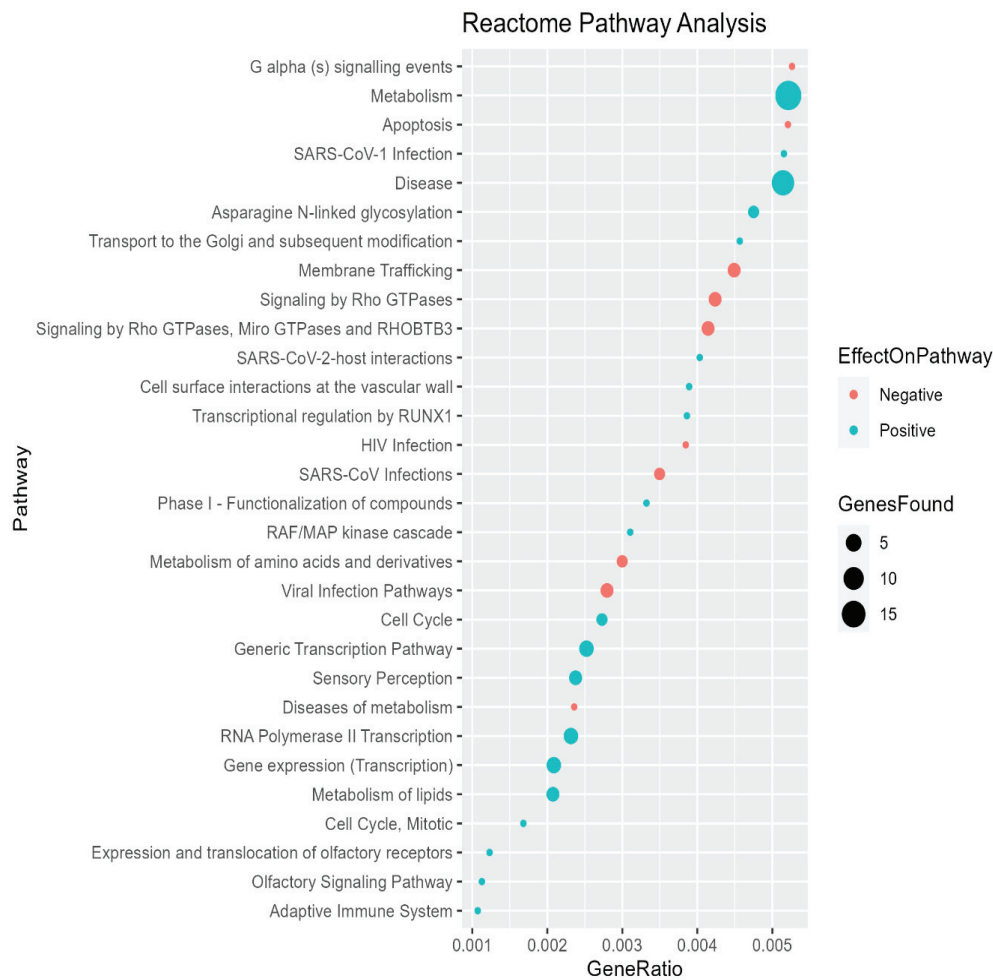 Reactome Pathway Analysis
G alpha (s) signalling events
Metabolism
Apoptosis
SARS-CoV-1 Infection
Disease
Asparagine N-linked glycosylation
Transport to the Golgi and subsequent modification
Membrane Trafficking
Signaling by Rho GTPases
Signaling by Rho GTPases, Miro GTPases and RHOBTB3
SARS-CoV-2-host interactions
Cell surface interactions at the vascular wall
Transcriptional regulation by RUNX1
HIV Infection
SARS-CoV Infections
Phase I - Functionalization of compounds
RAF/MAP kinase cascade
Metabolism of amino acids and derivatives
Viral Infection Pathways
Cell Cycle
Generic Transcription Pathway
Sensory Perception
Diseases of metabolism
RNA Polymerase II Transcription
Gene expression (Transcription)
Metabolism of lipids
Cell Cycle, Mitotic
Expression and translocation of olfactory receptors
Olfactory Signaling Pathway
Adaptive Immune System
Pathway
0.001 0.002 0.003 0.004 0.005
GeneRatio
EffectOnPathway
Negative
Positive
GenesFound
5
10
15